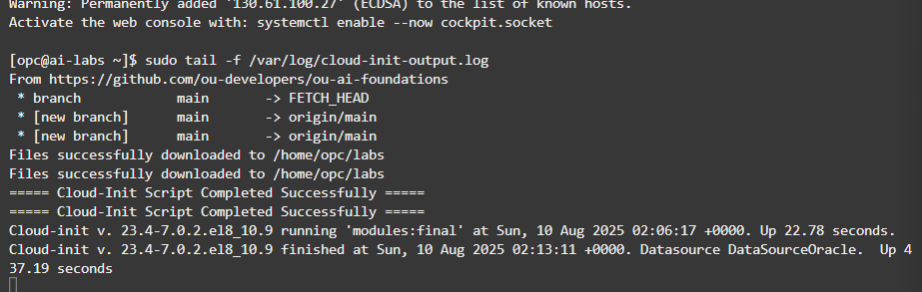 Warning: Permanently added '130.61.100.27' (ECDSA) to the list of known hosts.
Activate the web console with: systemctl enable --now cockpit.socket
[opc@ai-labs ~]$ sudo tail -f /var/log/cloud-init-output.log
From https://github.com/ou-developers/ou-ai-foundations
 * branch            main       -> FETCH_HEAD
 * [new branch]      main       -> origin/main
 * [new branch]      main       -> origin/main
Files successfully downloaded to /home/opc/labs
Files successfully downloaded to /home/opc/labs
===== Cloud-Init Script Completed Successfully =====
===== Cloud-Init Script Completed Successfully =====
Cloud-init v. 23.4-7.0.2.el8_10.9 running 'modules:final' at Sun, 10 Aug 2025 02:06:17 +0000. Up 22.78 seconds.
Cloud-init v. 23.4-7.0.2.el8_10.9 finished at Sun, 10 Aug 2025 02:13:11 +0000. Datasource DataSourceOracle.  Up 4
37.19 seconds